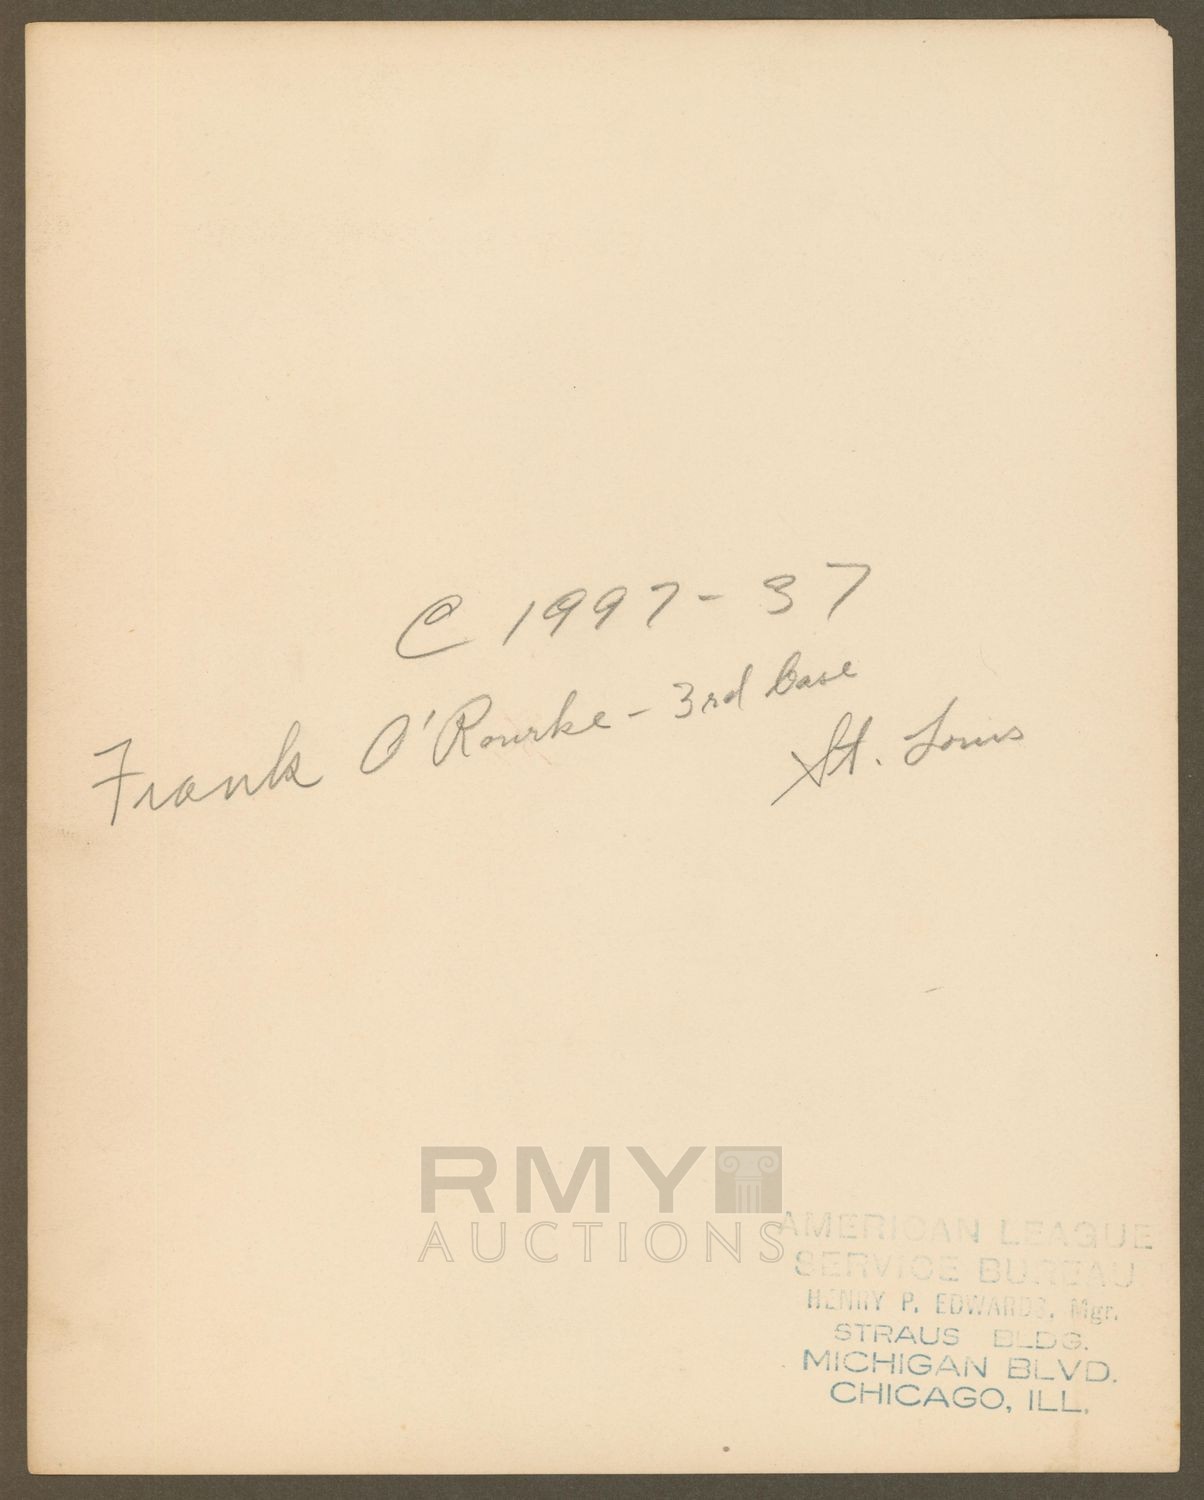 C 1997-37
Frank O'Rourke - 3rd Base
St. Louis
RMY
AUCTIONS
AMERICAN LEAGUE
SERVICE BUREAU
HENRY P. EDWARDS, Mgr.
STRAUS BLDG.
MICHIGAN BLVD.
CHICAGO, ILL.